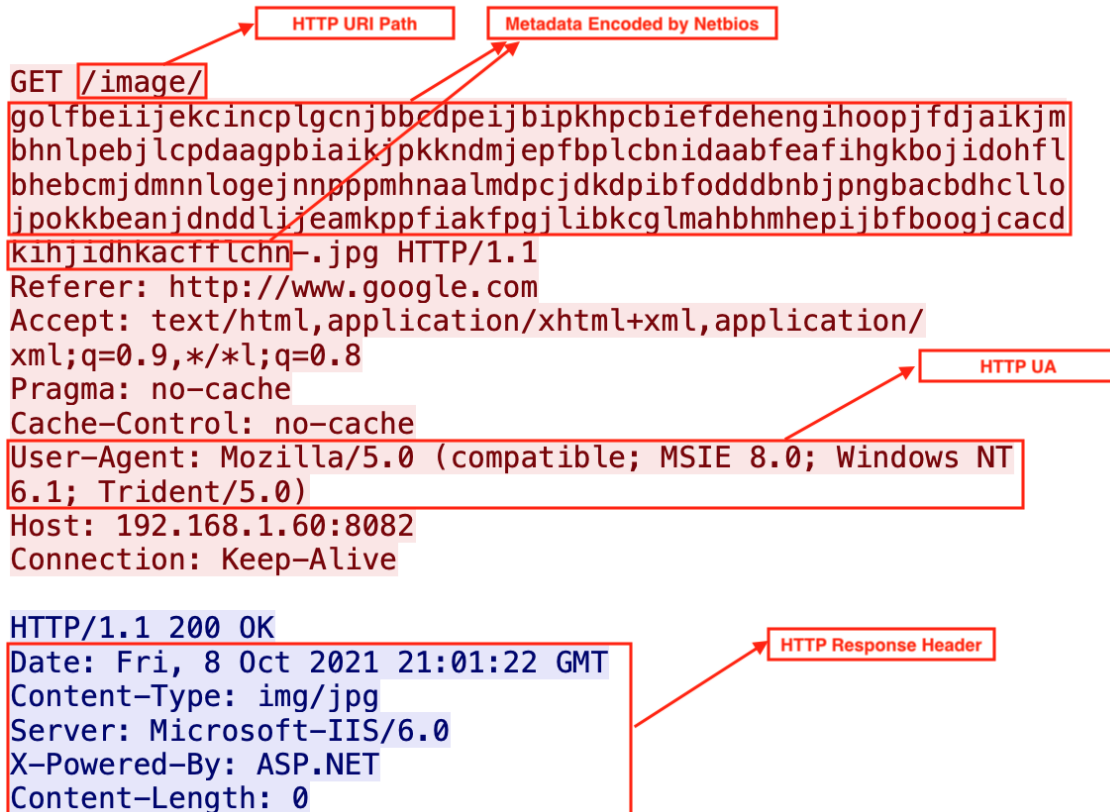 HTTP URI Path
Metadata Encoded by Netbios
GET /image/
golfbeiijekcincplgcnjbbcdpeijbipkhpcbiefdehengihoopjfdjaikjm
bhnlpebjlcpdaagpbiaikjpkkndmjepfbplcbnidaabfeafihgkbojidohfl
bhebcmjdmnnlogejnnpppmhnaalmdpcjdkdpibfodddbnbjpngbacbdhcllo
jpokkbeanjdnddlijjeamkppfiakfpgjlibkcglmahbhmhepijbfboogjcacd
kihjidhkacfflchn-.jpg HTTP/1.1
Referer: http://www.google.com
Accept: text/html,application/xhtml+xml,application/
xml;q=0.9,*/*l;q=0.8
HTTP UA
Pragma: no-cache
Cache-Control: no-cache
User-Agent: Mozilla/5.0 (compatible; MSIE 8.0; Windows NT
6.1; Trident/5.0)
Host: 192.168.1.60:8082
Connection: Keep-Alive
HTTP/1.1 200 OK
HTTP Response Header
Date: Fri, 8 Oct 2021 21:01:22 GMT
Content-Type: img/jpg
Server: Microsoft-IIS/6.0
X-Powered-By: ASP.NET
Content-Length: 0